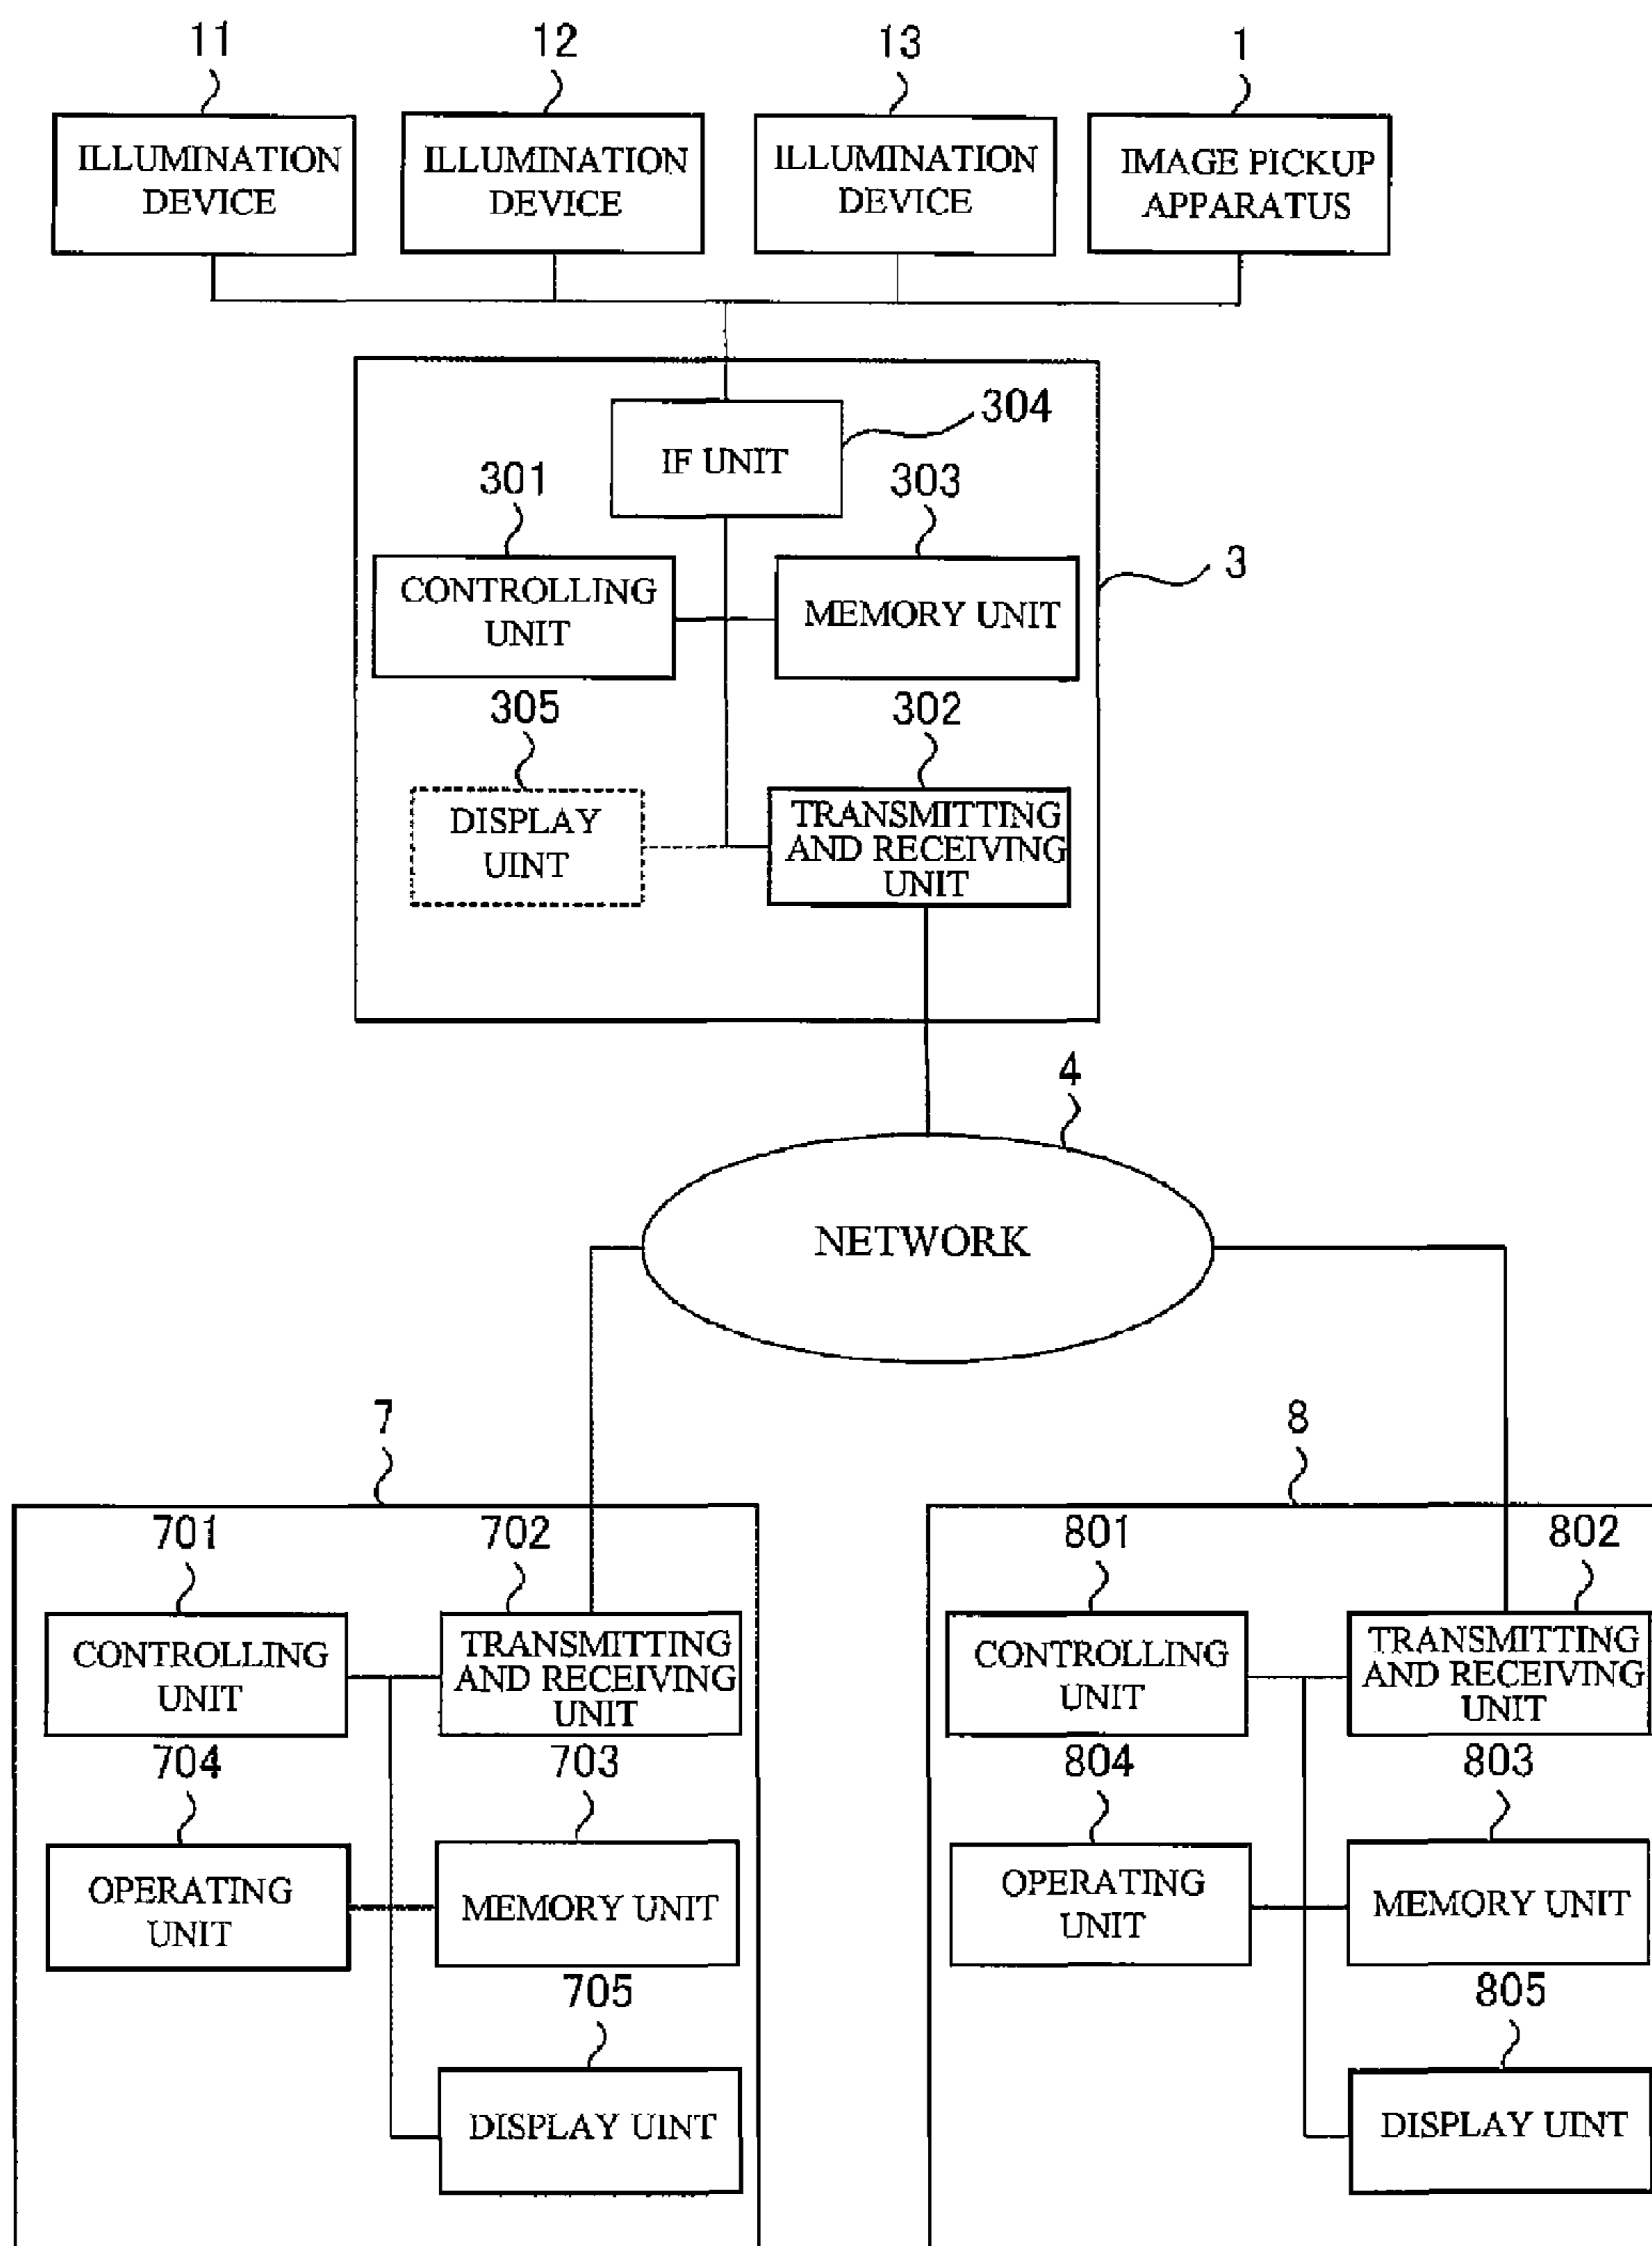 11
12
13
1
ILLUMINATION
DEVICE
ILLUMINATION
DEVICE
ILLUMINATION
DEVICE
IMAGE PICKUP
APPARATUS
304
IF UNIT
301
303
3
CONTROLLING
UNIT
MEMORY UNIT
305
302
DISPLAY
UINT
TRANSMITTING
AND RECEIVING
UNIT
4
NETWORK
7
8
701
702
CONTROLLING
UNIT
TRANSMITTING
AND RECEIVING
UNIT
704
703
OPERATING
UNIT
MEMORY UNIT
705
DISPLAY UINT
801
802
CONTROLLING
UNIT
TRANSMITTING
AND RECEIVING
UNIT
804
803
OPERATING
UNIT
MEMORY UNIT
805
DISPLAY UINT